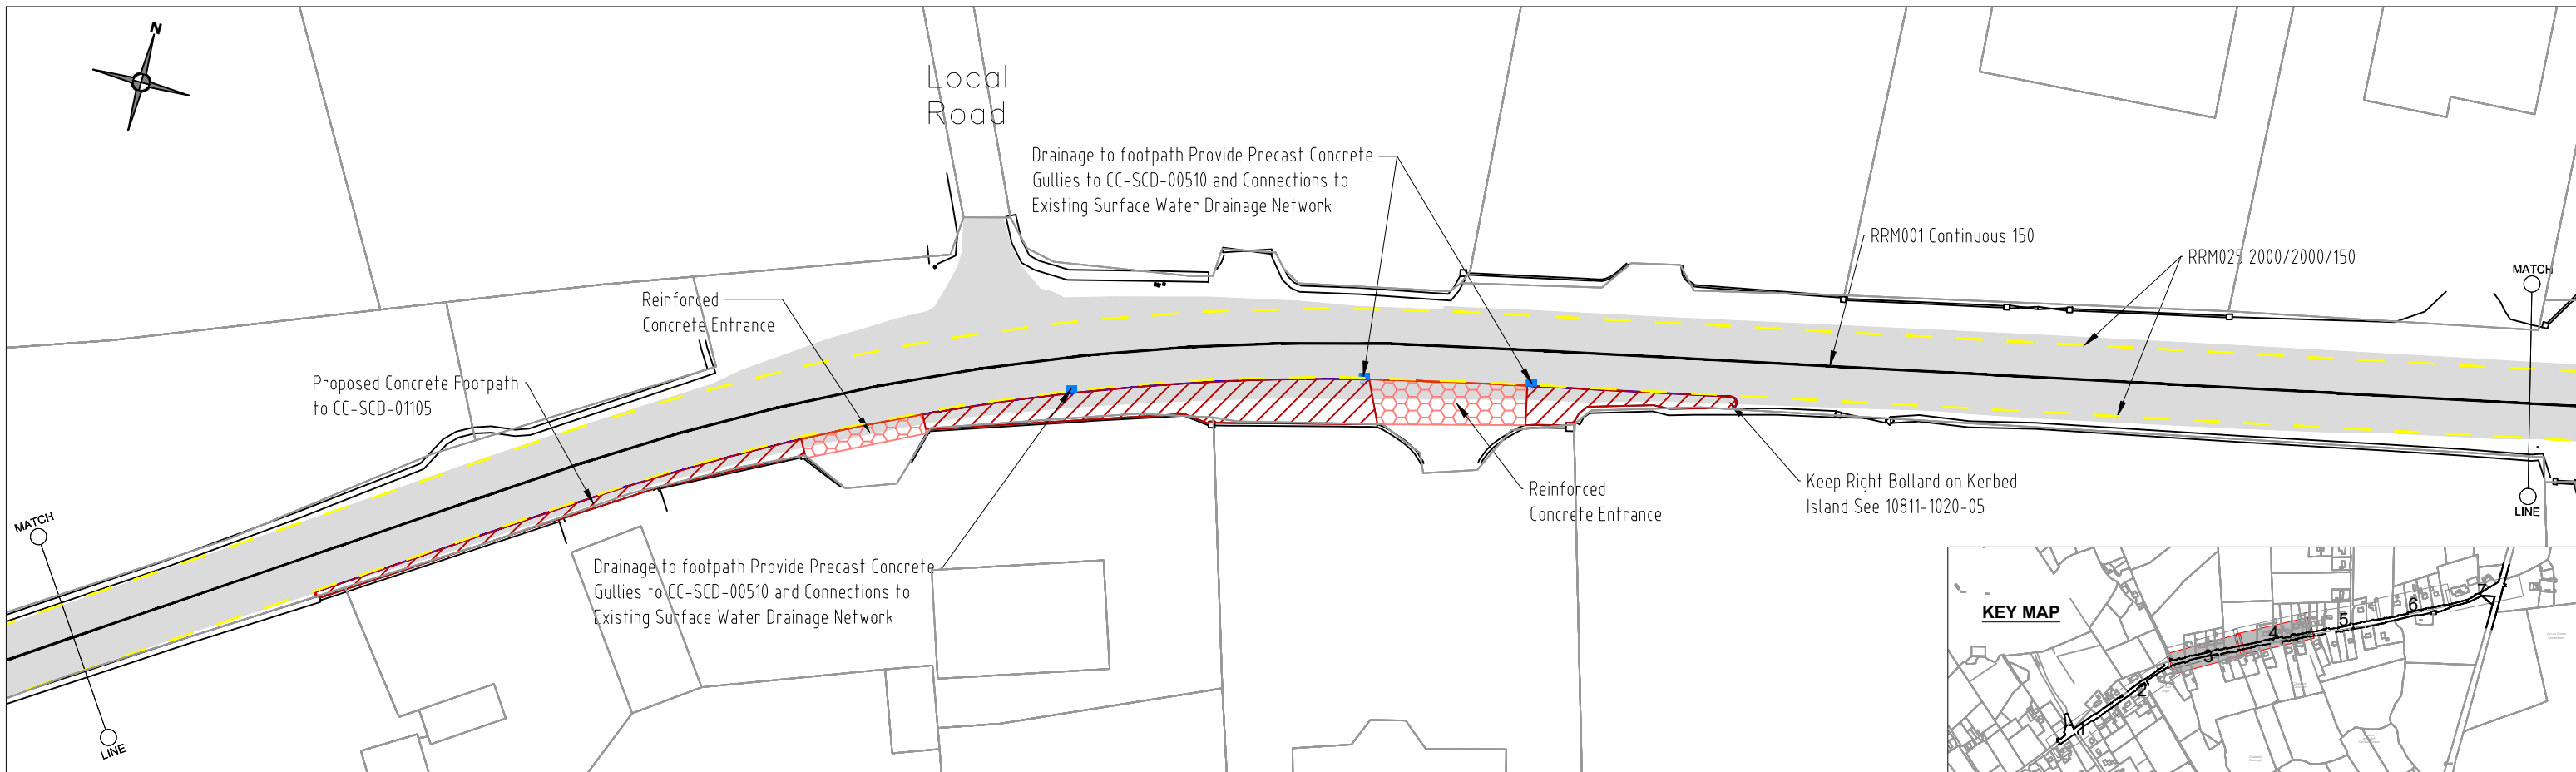 N
Local
Road
Drainage to footpath Provide Precast Concrete
Gullies to CC-SCD-00510 and Connections to
Existing Surface Water Drainage Network
RRM001 Continuous 150
RRM025 2000/2000/150
MATCH
LINE
Reinforced
Concrete Entrance
Proposed Concrete Footpath
to CC-SCD-01105
MATCH
LINE
Drainage to footpath Provide Precast Concrete
Gullies to CC-SCD-00510 and Connections to
Existing Surface Water Drainage Network
Reinforced
Concrete Entrance
Keep Right Bollard on Kerbed
Island See 10811-1020-05
KEY MAP
1
2
3
4
5
6
7